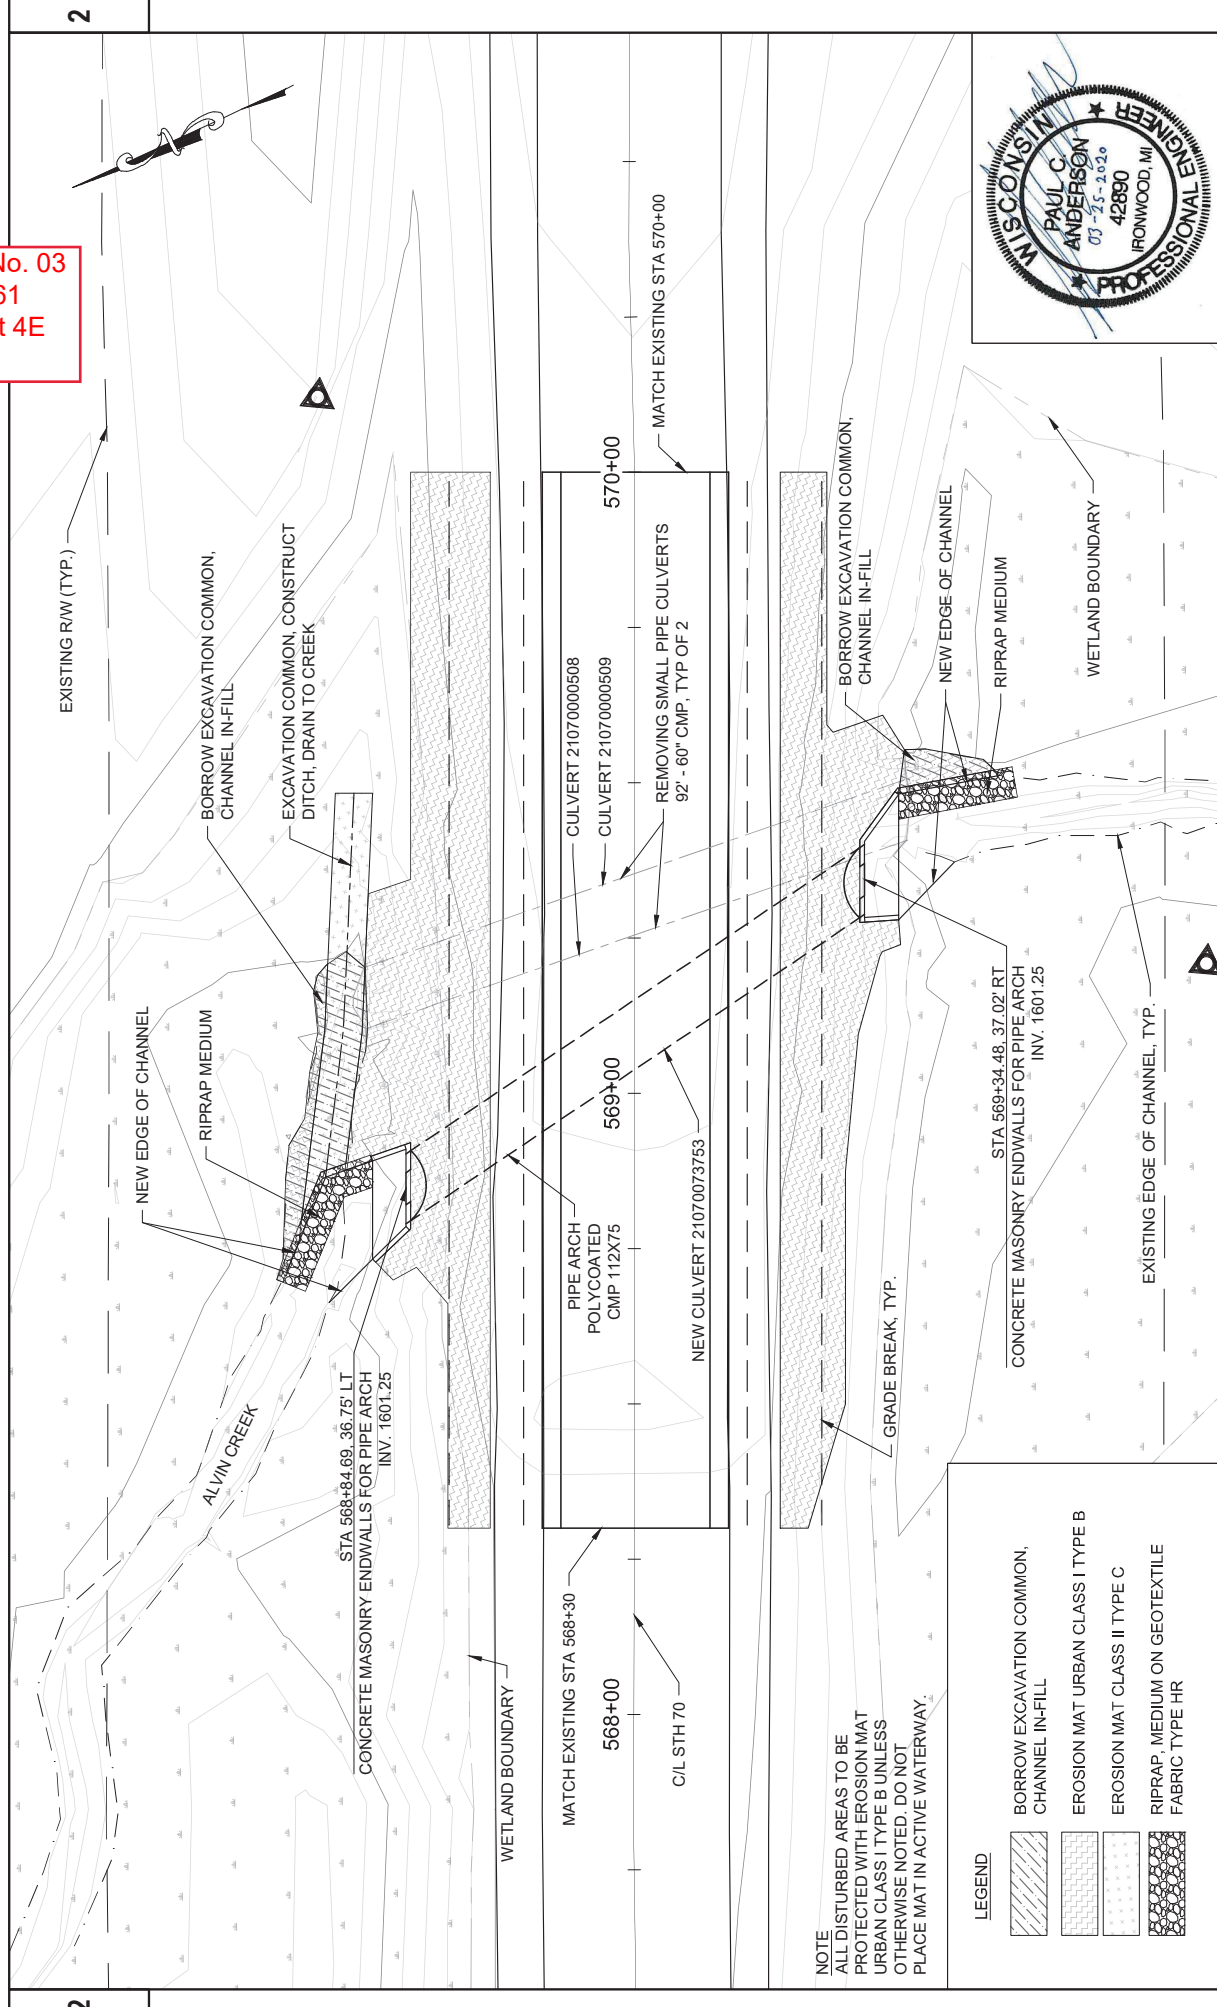 2
No. 03
61
t 4E
EXISTING R/W (TYP.)
BORROW EXCAVATION COMMON,
CHANNEL IN-FILL
EXCAVATION COMMON, CONSTRUCT
DITCH, DRAIN TO CREEK
NEW EDGE OF CHANNEL
RIPRAP MEDIUM
ALVIN CREEK
STA 568+84.69, 36.75' LT
CONCRETE MASONRY ENDWALLS FOR PIPE ARCH
INV. 1601.25
WETLAND BOUNDARY
MATCH EXISTING STA 568+30
568+00
C/L STH 70
PIPE ARCH
POLYCOATED
CMP 112X75
569+00
NEW CULVERT 21070073753
CULVERT 21070000508
CULVERT 21070000509
REMOVING SMALL PIPE CULVERTS
92' - 60" CMP, TYP OF 2
570+00
MATCH EXISTING STA 570+00
BORROW EXCAVATION COMMON,
CHANNEL IN-FILL
NEW EDGE OF CHANNEL
RIPRAP MEDIUM
WETLAND BOUNDARY
GRADE BREAK, TYP.
STA 569+34.48, 37.02' RT
CONCRETE MASONRY ENDWALLS FOR PIPE ARCH
INV. 1601.25
EXISTING EDGE OF CHANNEL, TYP.
NOTE
ALL DISTURBED AREAS TO BE
PROTECTED WITH EROSION MAT
URBAN CLASS I TYPE B UNLESS
OTHERWISE NOTED. DO NOT
PLACE MAT IN ACTIVE WATERWAY.
LEGEND
BORROW EXCAVATION COMMON,
CHANNEL IN-FILL
EROSION MAT URBAN CLASS I TYPE B
EROSION MAT CLASS II TYPE C
RIPRAP, MEDIUM ON GEOTEXTILE
FABRIC TYPE HR
WISCONSIN
PAUL C.
ANDERSON
03-25-2020
42890
IRONWOOD, MI
PROFESSIONAL ENGINEER
2